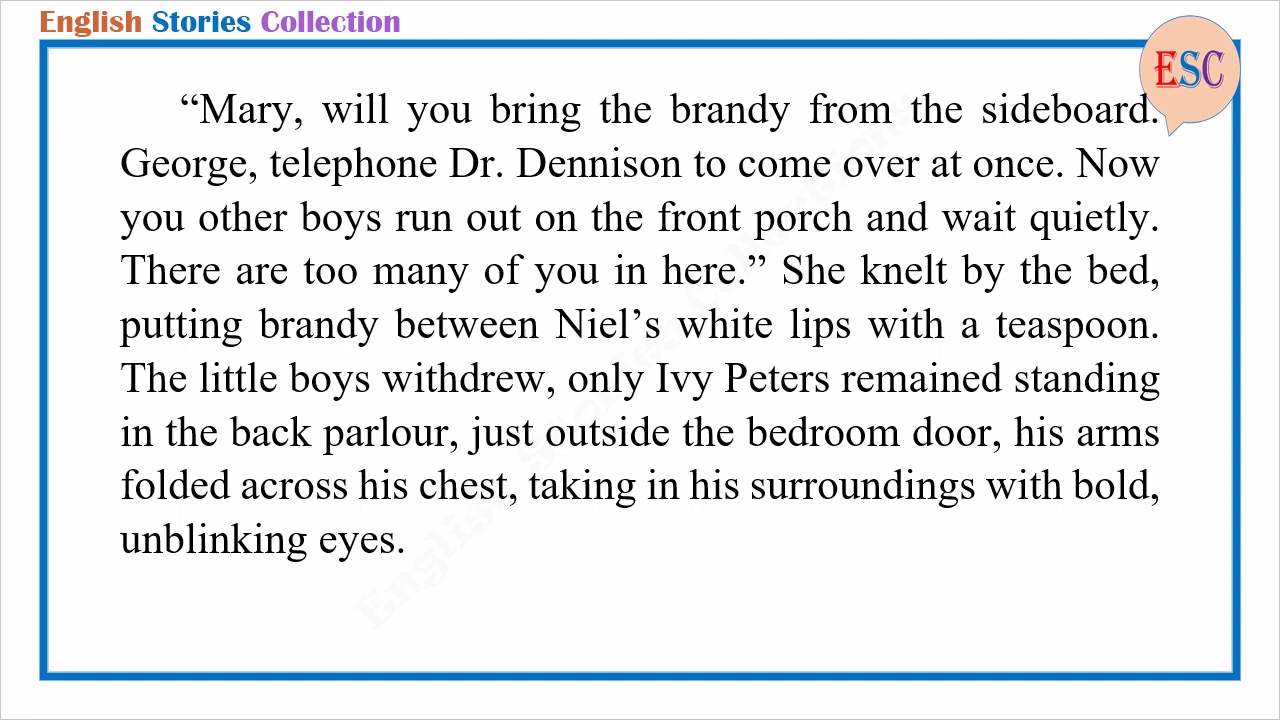 English Stories Collection
ESC
“Mary, will you bring the brandy from the sideboard.
George, telephone Dr. Dennison to come over at once. Now
you other boys run out on the front porch and wait quietly.
There are too many of you in here.” She knelt by the bed,
putting brandy between Niel’s white lips with a teaspoon.
The little boys withdrew, only Ivy Peters remained standing
in the back parlour, just outside the bedroom door, his arms
folded across his chest, taking in his surroundings with bold,
unblinking eyes.